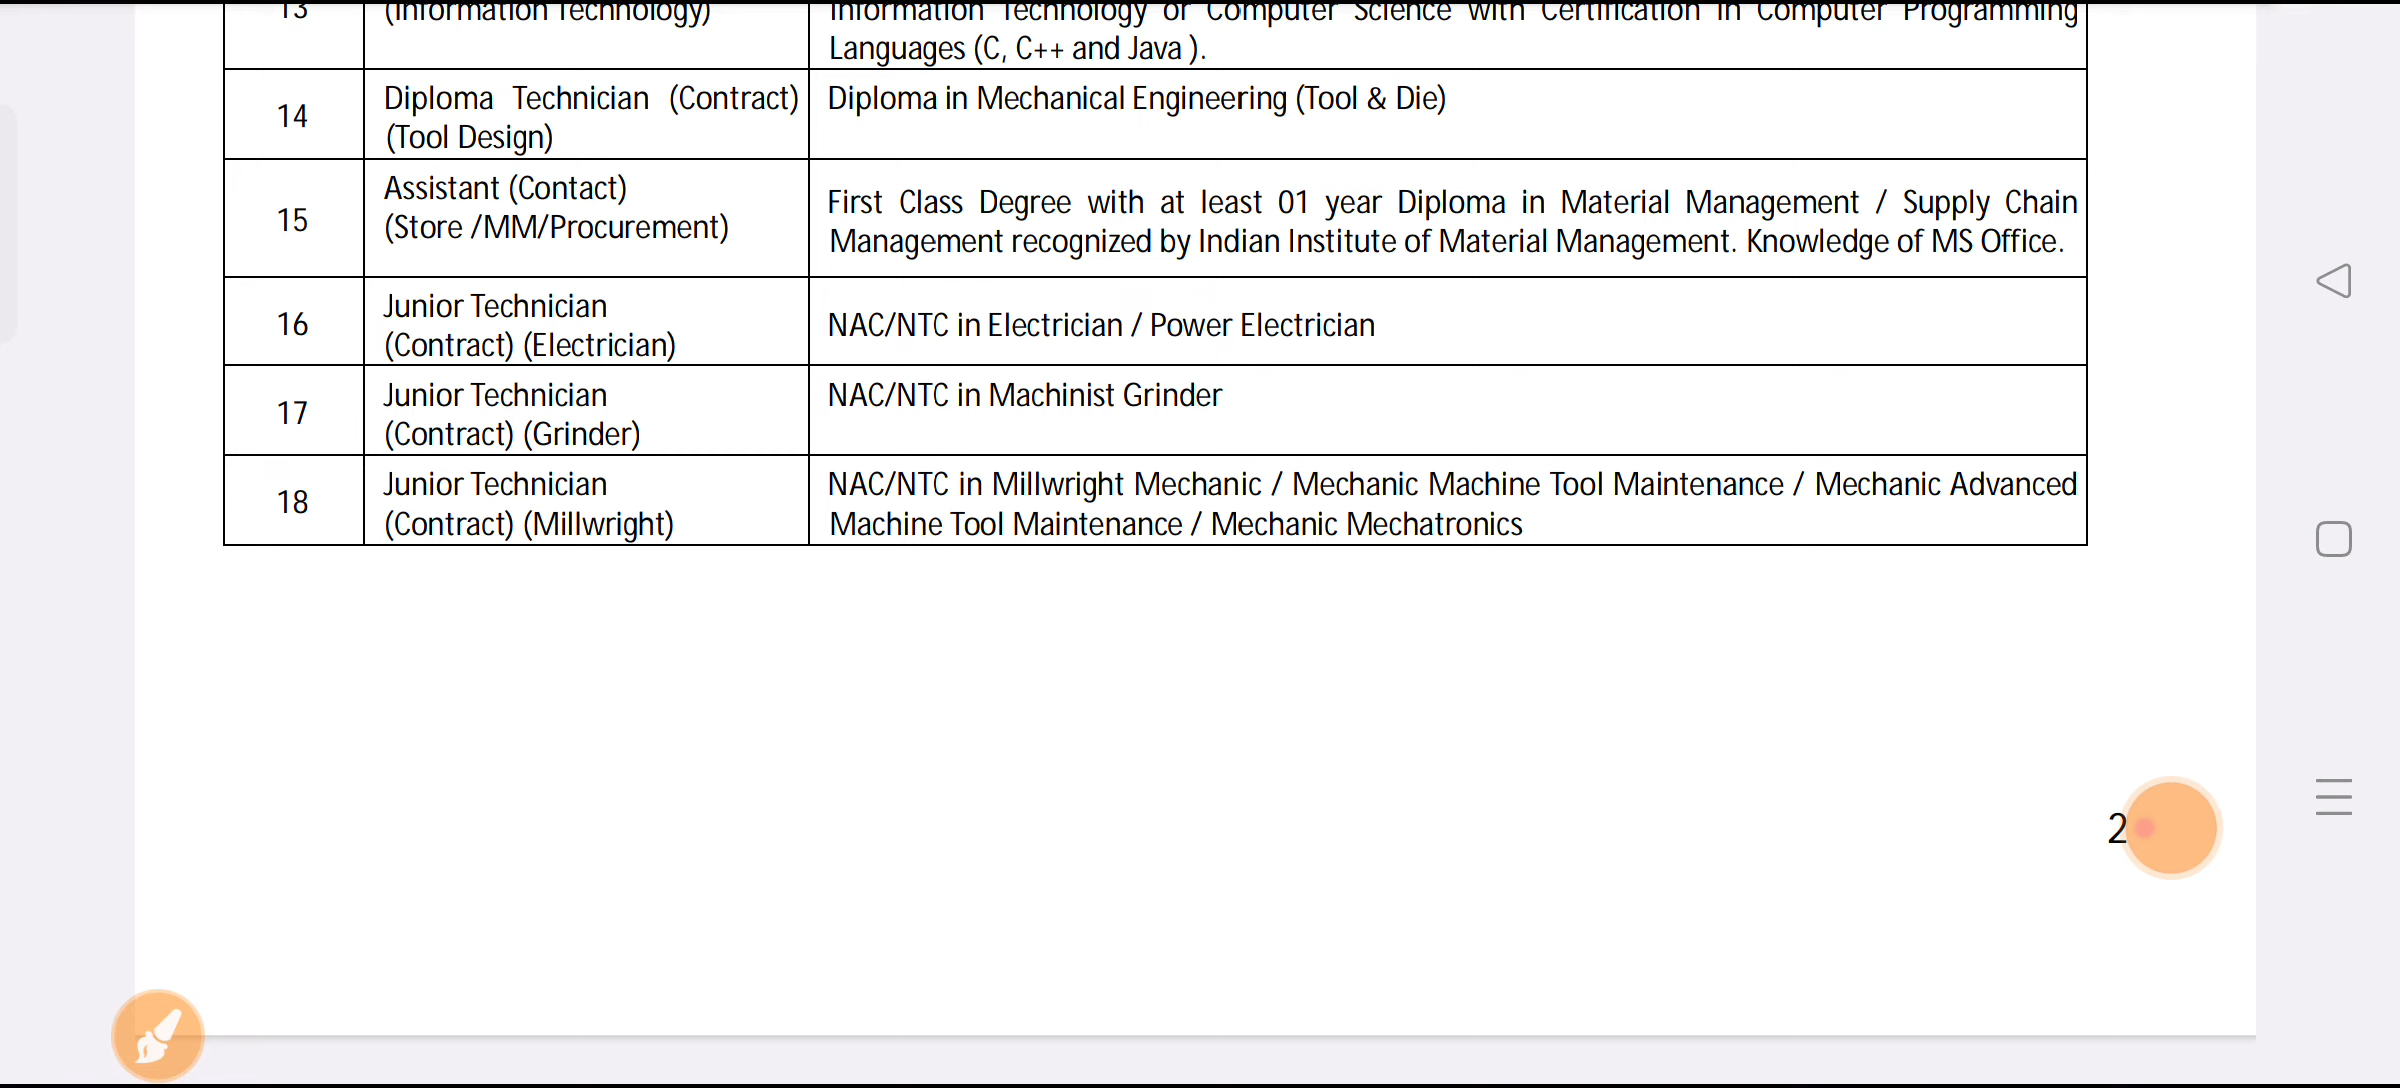 13
(Information Technology)
Information Technology or Computer Science with Certification in Computer Programming
Languages (C, C++ and Java ).
14
Diploma Technician (Contract)
(Tool Design)
Diploma in Mechanical Engineering (Tool & Die)
15
Assistant (Contact)
(Store /MM/Procurement)
First Class Degree with at least 01 year Diploma in Material Management / Supply Chain
Management recognized by Indian Institute of Material Management. Knowledge of MS Office.
16
Junior Technician
(Contract) (Electrician)
NAC/NTC in Electrician / Power Electrician
17
Junior Technician
(Contract) (Grinder)
NAC/NTC in Machinist Grinder
18
Junior Technician
(Contract) (Millwright)
NAC/NTC in Millwright Mechanic / Mechanic Machine Tool Maintenance / Mechanic Advanced
Machine Tool Maintenance / Mechanic Mechatronics
2